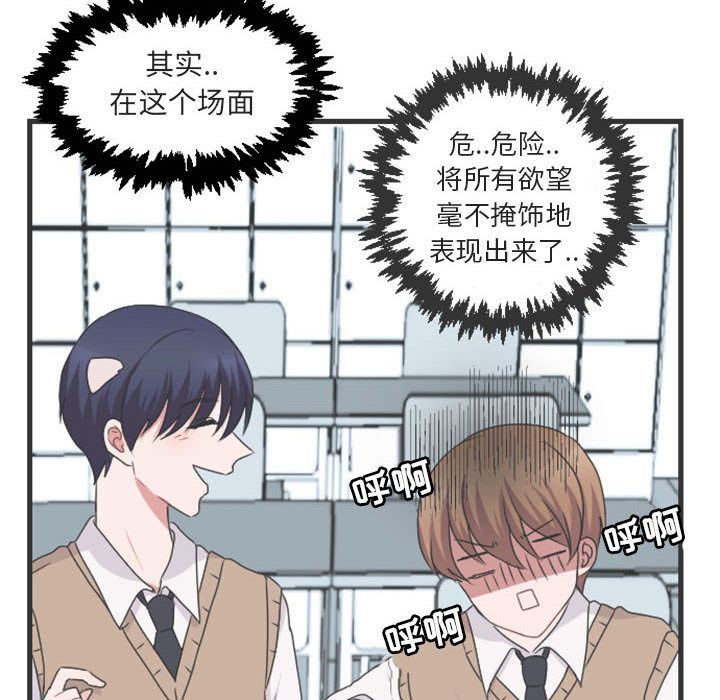 其实..
在这个场面
危..危险..
将所有欲望
毫不掩饰地
表现出来了..
呼啊
呼啊
呼啊